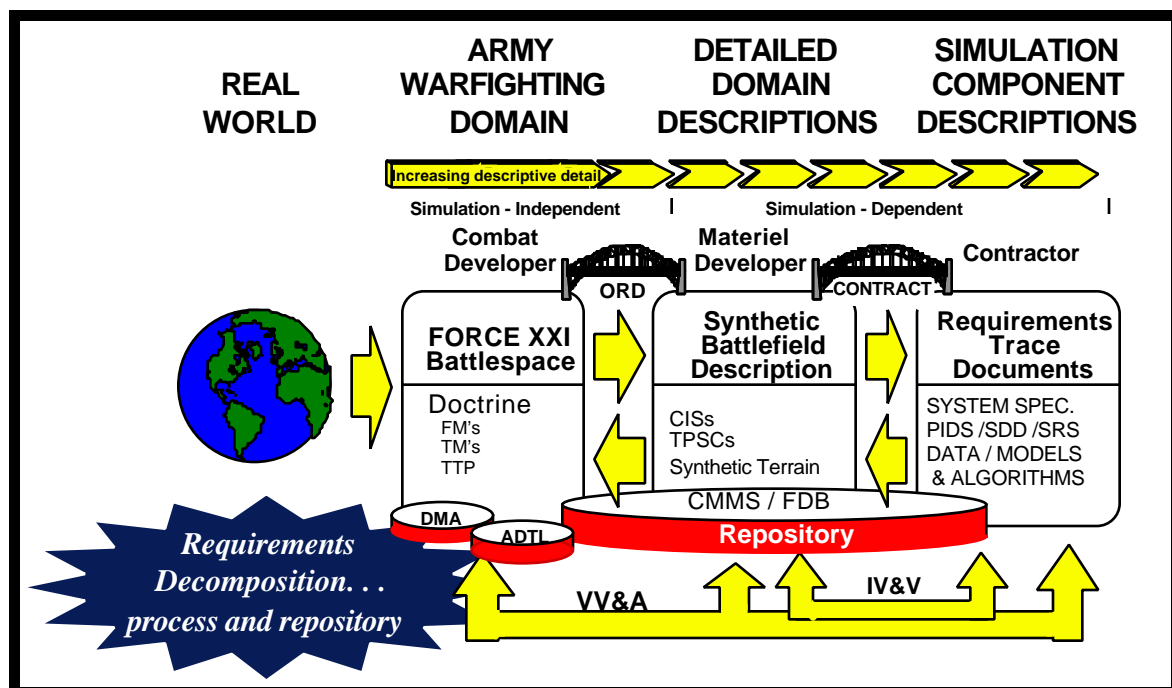 REAL
WORLD
ARMY
WARFIGHTING
DOMAIN
DETAILED
DOMAIN
DESCRIPTIONS
SIMULATION
COMPONENT
DESCRIPTIONS
Increasing descriptive detail
Simulation - Independent
Simulation - Dependent
Combat
Developer
ORD
Materiel
Developer
CONTRACT
Contractor
FORCE XXI
Battlespace
Doctrine
FM's
TM's
TTP
Synthetic
Battlefield
Description
CISs
TPSCs
Synthetic Terrain
Requirements
Trace
Documents
SYSTEM SPEC.
PIDS /SDD /SRS
DATA / MODELS
& ALGORITHMS
DMA
ADTL
CMMS / FDB
Repository
Requirements
Decomposition. . .
process and repository
VV&A
IV&V